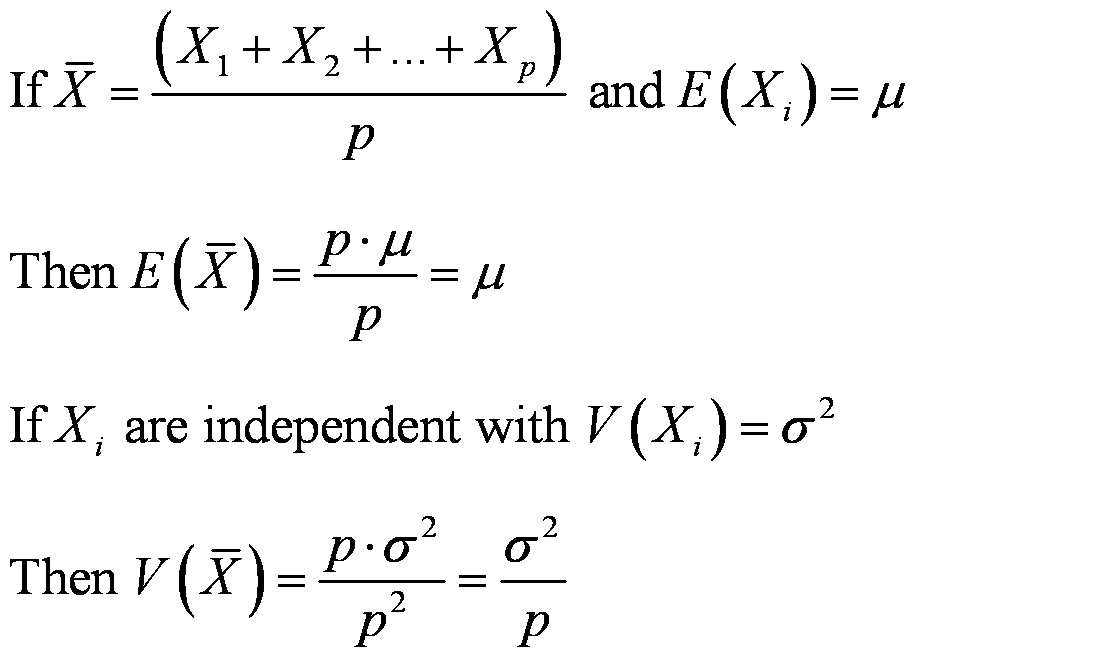 If X̄ = (X₁ + X₂ + ... + Xₚ) / p and E(Xᵢ) = μ
Then E(X̄) = p · μ / p = μ
If Xᵢ are independent with V(Xᵢ) = σ²
Then V(X̄) = p · σ² / p² = σ² / p